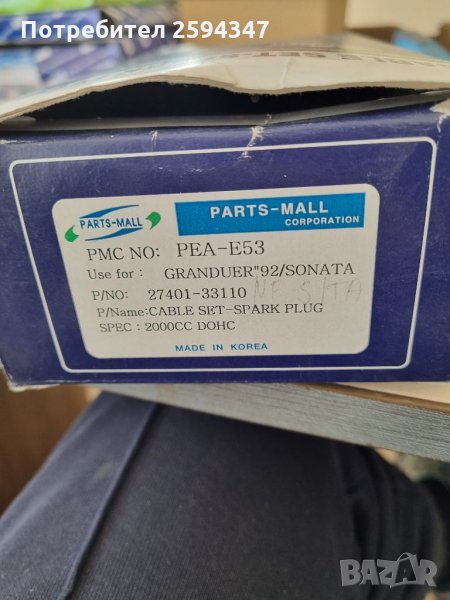 Потребител 2594347
PARTS-MALL
PARTS-MALL
CORPORATION
PMC NO: PEA-E53
Use for : GRANDUER"92/SONATA
P/NO: 27401-33110
P/Name:CABLE SET-SPARK PLUG
SPEC : 2000CC DOHC
MADE IN KOREA
BAZAR